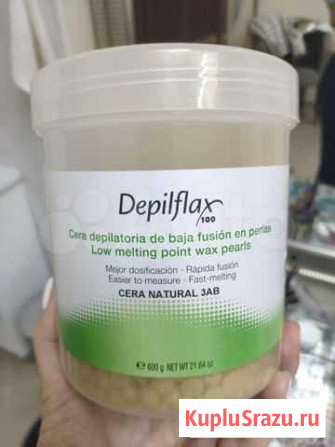 Depilflax
100
Cera depilatoria de baja fusión en perlas
Low melting point wax pearls
Mejor dosificación · Rápida fusión
Easier to measure · Fast-melting
CERA NATURAL 3AB
℮ 600 g NET WT 21.64 oz
KupluSrazu.ru